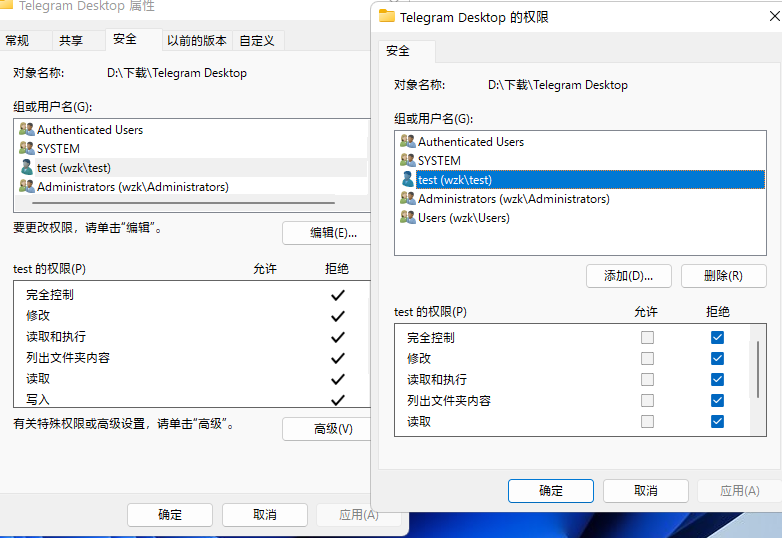 Telegram Desktop 属性
常规 共享 安全 以前的版本 自定义
对象名称: D:\下载\Telegram Desktop
组或用户名(G):
Authenticated Users
SYSTEM
test (wzk\test)
Administrators (wzk\Administrators)
要更改权限，请单击“编辑”。
编辑(E)...
test 的权限(P) 允许 拒绝
完全控制
修改
读取和执行
列出文件夹内容
读取
写入
有关特殊权限或高级设置，请单击“高级”。
高级(V)
确定 取消 应用(A)
Telegram Desktop 的权限
安全
对象名称: D:\下载\Telegram Desktop
组或用户名(G):
Authenticated Users
SYSTEM
test (wzk\test)
Administrators (wzk\Administrators)
Users (wzk\Users)
添加(D)... 删除(R)
test 的权限(P) 允许 拒绝
完全控制
修改
读取和执行
列出文件夹内容
读取
确定 取消 应用(A)